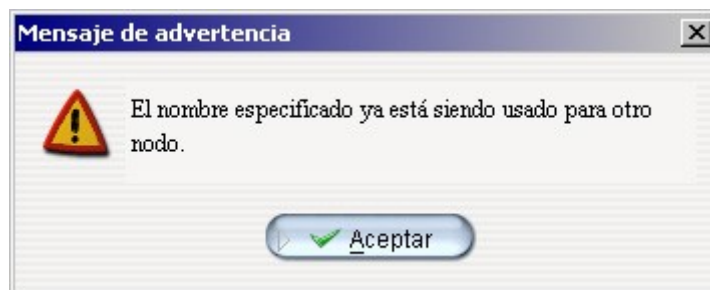 Mensaje de advertencia
El nombre especificado ya está siendo usado para otro
nodo.
Aceptar